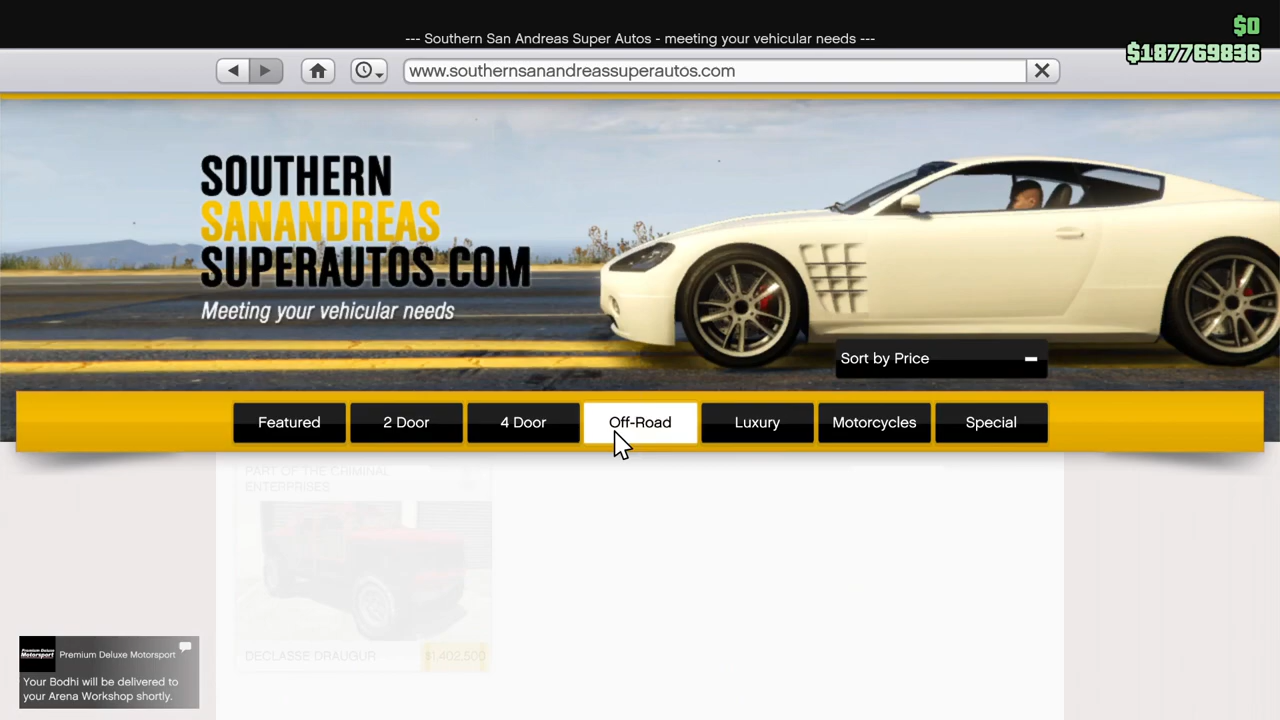 --- Southern San Andreas Super Autos - meeting your vehicular needs ---
$0
$187769836
www.southernsanandreassuperautos.com
SOUTHERN
SANANDREAS
SUPERAUTOS.COM
Meeting your vehicular needs
Sort by Price
Featured
2 Door
4 Door
Off-Road
Luxury
Motorcycles
Special
PART OF THE CRIMINAL
ENTERPRISES
DECLASSE DRAUGUR
$1,402,500
Premium Deluxe
Motorsport
Premium Deluxe Motorsport
Your Bodhi will be delivered to
your Arena Workshop shortly.